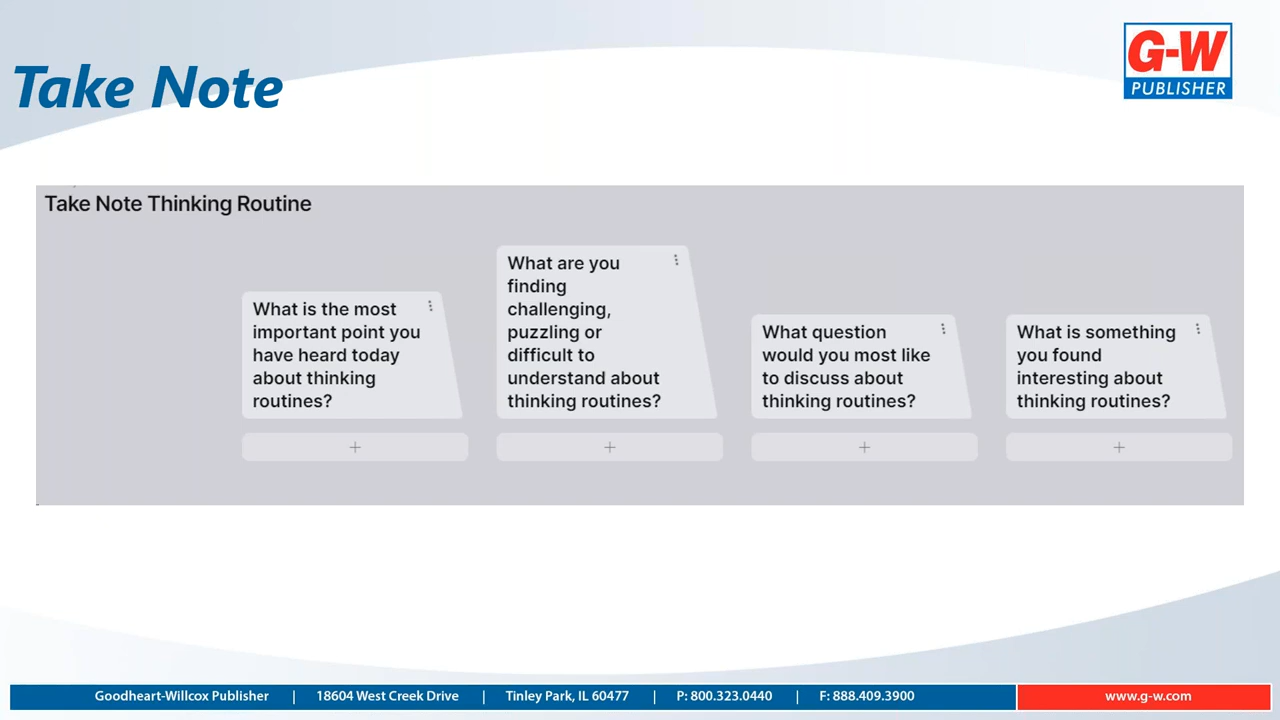 Take Note
G-W
PUBLISHER
Take Note Thinking Routine
What is the most
important point you
have heard today
about thinking
routines?
What are you
finding
challenging,
puzzling or
difficult to
understand about
thinking routines?
What question
would you most like
to discuss about
thinking routines?
What is something
you found
interesting about
thinking routines?
+ + + +
Goodheart-Willcox Publisher | 18604 West Creek Drive | Tinley Park, IL 60477 | P: 800.323.0440 | F: 888.409.3900 www.g-w.com